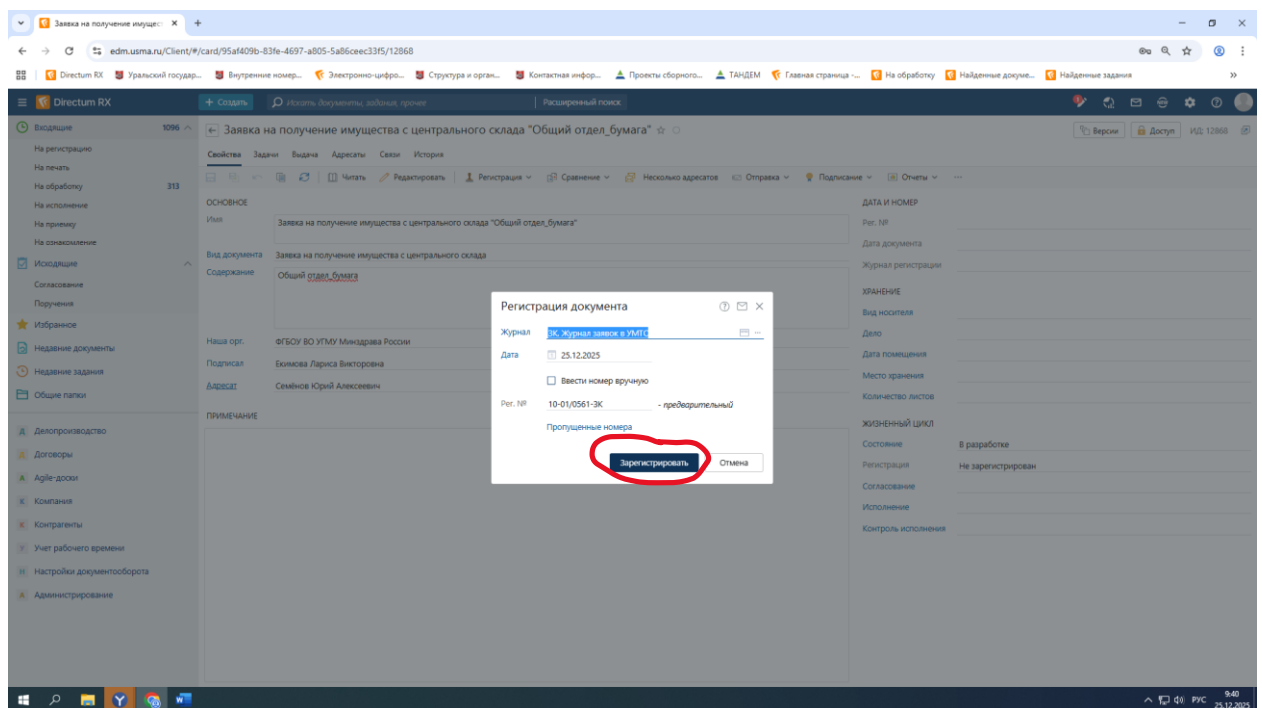 Заявка на получение имущес
edm.usma.ru/Client/#/card/95af409b-83fe-4697-a805-5a86ceec33f5/12868
Directum RX Уральский государ... Внутренние номер... Электронно-цифро... Структура и орган... Контактная инфор... Проекты сборного... ТАНДЕМ Главная страница -... На обработку Найденные докуме... Найденные задания
Directum RX + Создать Искать документы, задания, прочее Расширенный поиск
Входящие 1096
На регистрацию
На печать
На обработку 313
На исполнение
На приемку
На ознакомление
Исходящие
Согласование
Поручения
Избранное
Недавние документы
Недавние задания
Общие папки
Д Делопроизводство
Договоры
A Agile-доски
К Компания
К Контрагенты
Учет рабочего времени
Н Настройки документооборота
А Администрирование
Заявка на получение имущества с центрального склада "Общий отдел_бумага"
Версии Доступ ИД: 12868
Свойства Задачи Выдача Адресаты Связи История
Читать Редактировать Регистрация Сравнение Несколько адресатов Отправка Подписание Отчеты ...
ОСНОВНОЕ
Имя Заявка на получение имущества с центрального склада "Общий отдел_бумага"
Вид документа Заявка на получение имущества с центрального склада
Содержание Общий отдел_бумага
Наша орг. ФГБОУ ВО УГМУ Минздрава России
Подписал Екимова Лариса Викторовна
Адресат Семёнов Юрий Алексеевич
ПРИМЕЧАНИЕ
Регистрация документа
Журнал ЗК. Журнал заявок в УМТО ...
Дата 25.12.2025
Ввести номер вручную
Рег. № 10-01/0561-ЗК - предварительный
Пропущенные номера
Зарегистрировать Отмена
ДАТА И НОМЕР
Рег. №
Дата документа
Журнал регистрации
ХРАНЕНИЕ
Вид носителя
Дело
Дата помещения
Место хранения
Количество листов
ЖИЗНЕННЫЙ ЦИКЛ
Состояние В разработке
Регистрация Не зарегистрирован
Согласование
Исполнение
Контроль исполнения
РУС 9:40
25.12.2025